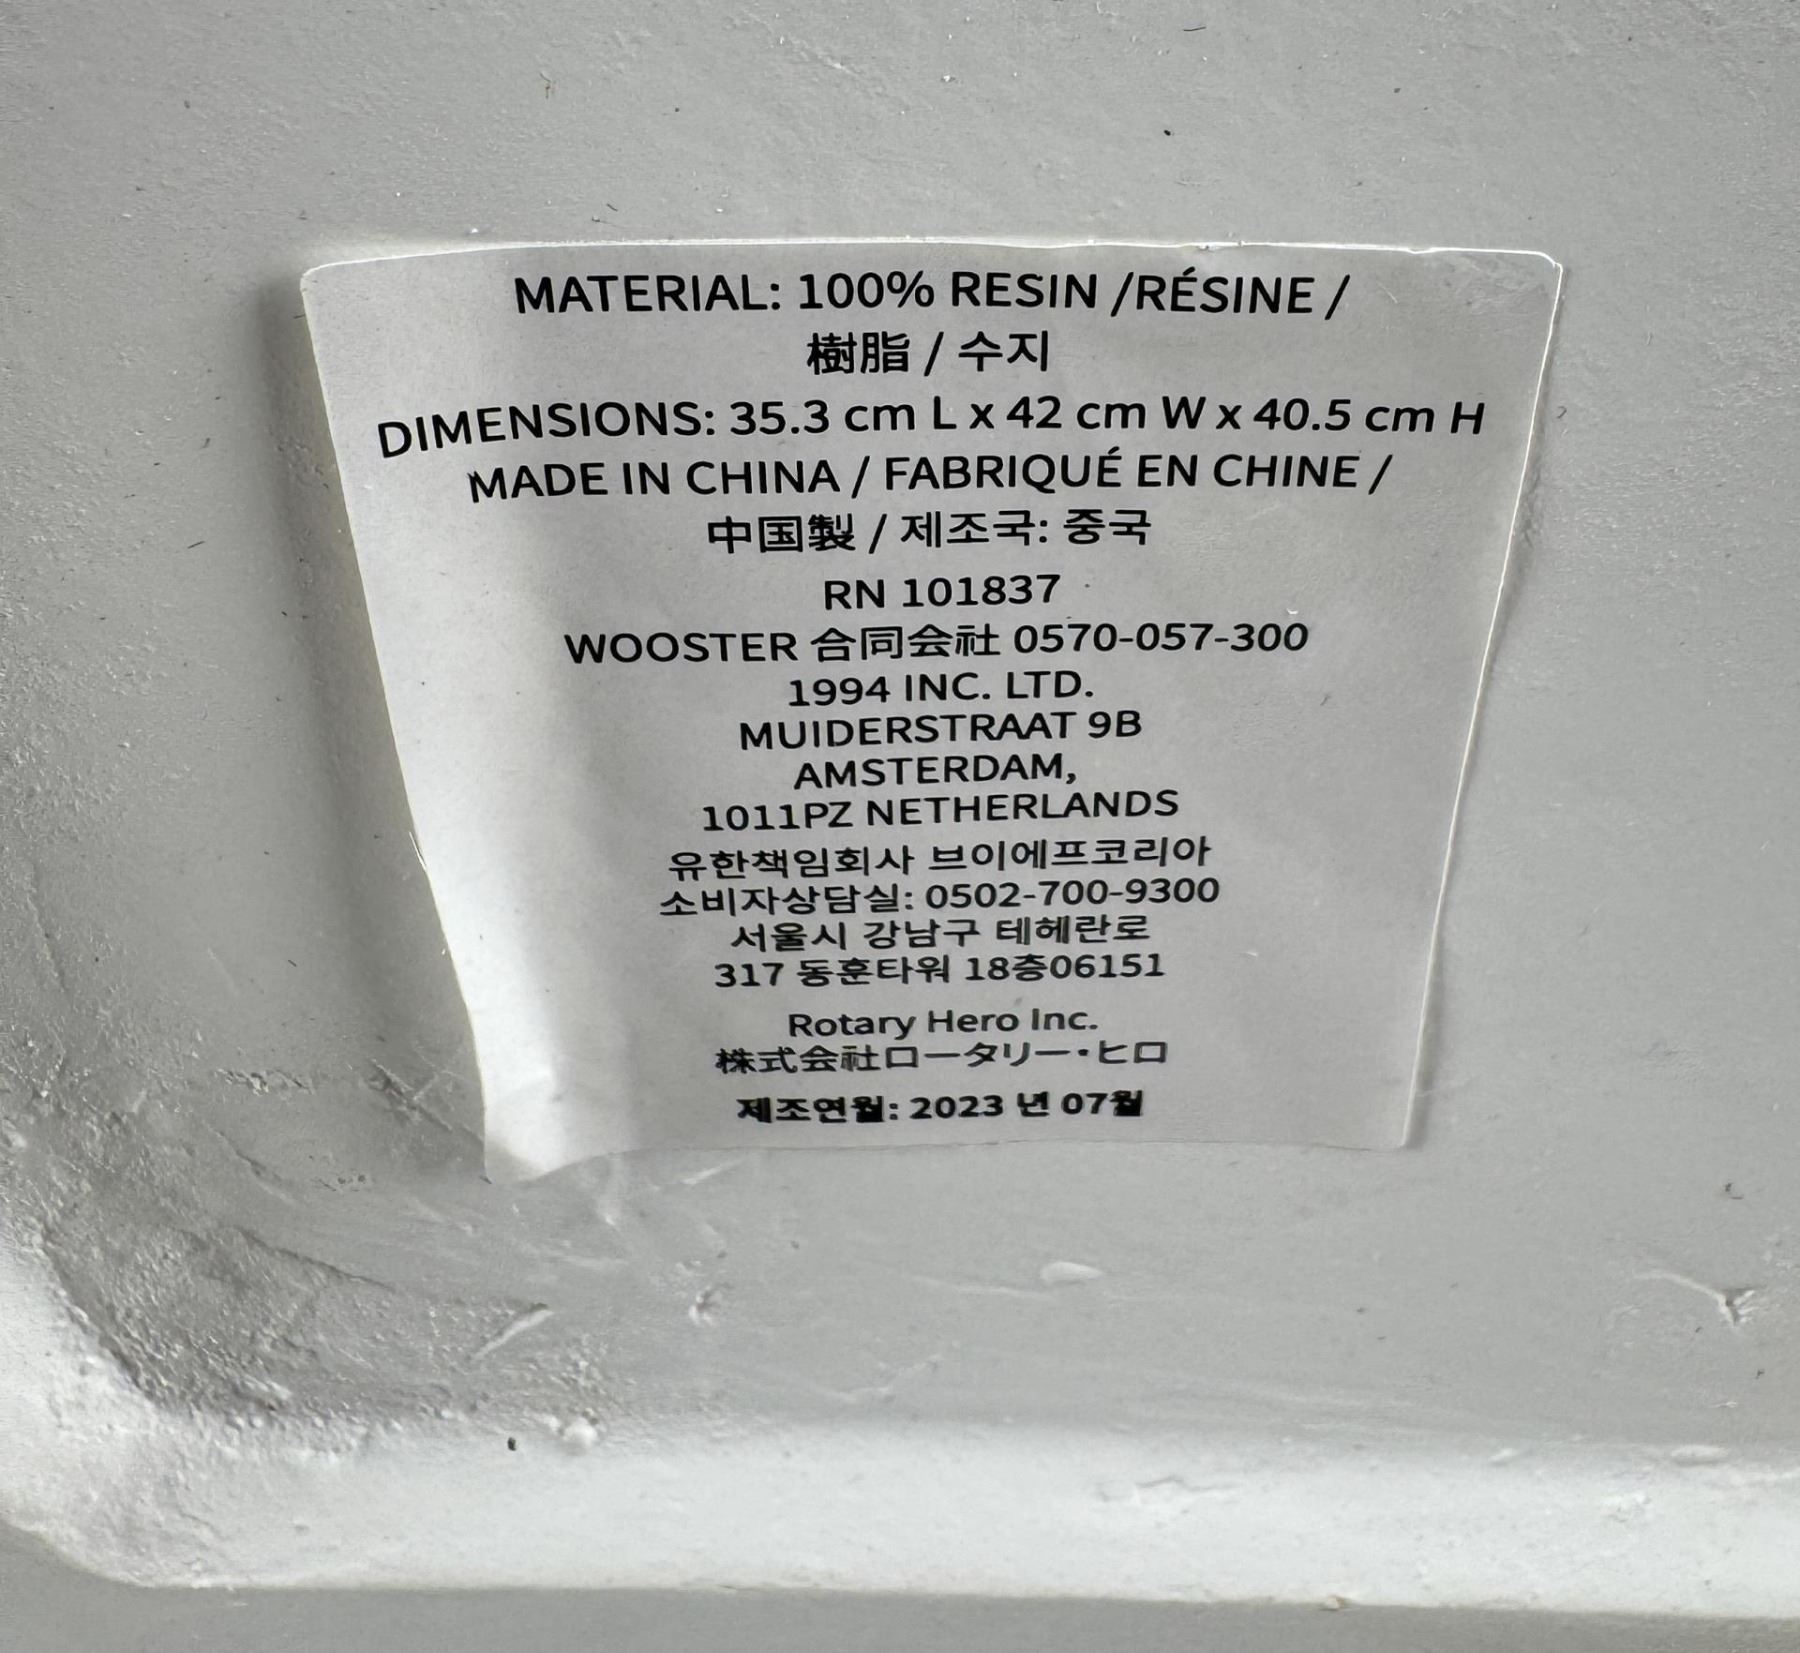 MATERIAL: 100% RESIN /RÉSINE /
樹脂 / 수지
DIMENSIONS: 35.3 cm L x 42 cm W x 40.5 cm H
MADE IN CHINA / FABRIQUÉ EN CHINE /
中国製 / 제조국: 중국
RN 101837
WOOSTER 合同会社 0570-057-300
1994 INC. LTD.
MUIDERSTRAAT 9B
AMSTERDAM,
1011PZ NETHERLANDS
유한책임회사 브이에프코리아
소비자상담실: 0502-700-9300
서울시 강남구 테헤란로
317 동훈타워 18층06151
Rotary Hero Inc.
株式会社ロータリー・ヒロ
제조연월: 2023 년 07월